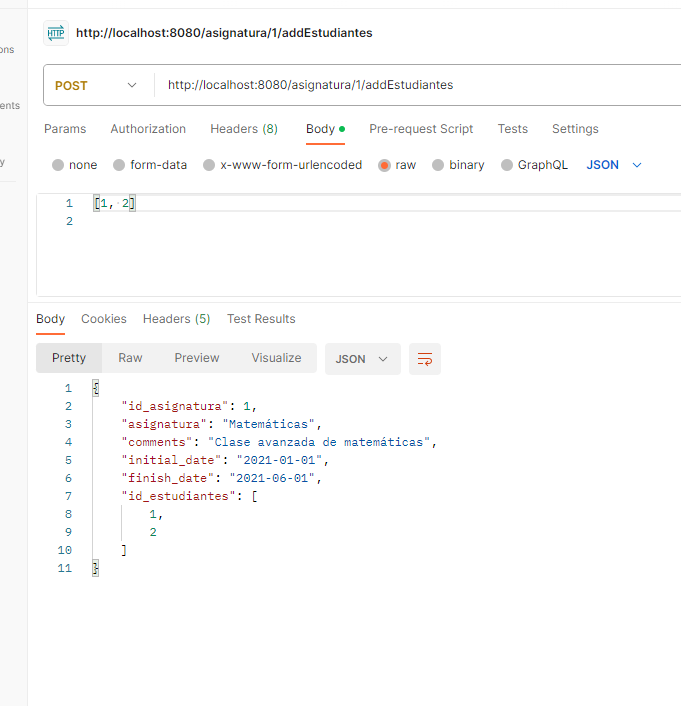 HTTP http://localhost:8080/asignatura/1/addEstudiantes
ons
POST http://localhost:8080/asignatura/1/addEstudiantes
ents
Params Authorization Headers (8) Body Pre-request Script Tests Settings
y
none form-data x-www-form-urlencoded raw binary GraphQL JSON
1 [1, 2]
2
Body Cookies Headers (5) Test Results
Pretty Raw Preview Visualize JSON
1 {
2 "id_asignatura": 1,
3 "asignatura": "Matemáticas",
4 "comments": "Clase avanzada de matemáticas",
5 "initial_date": "2021-01-01",
6 "finish_date": "2021-06-01",
7 "id_estudiantes": [
8 1,
9 2
10 ]
11 }